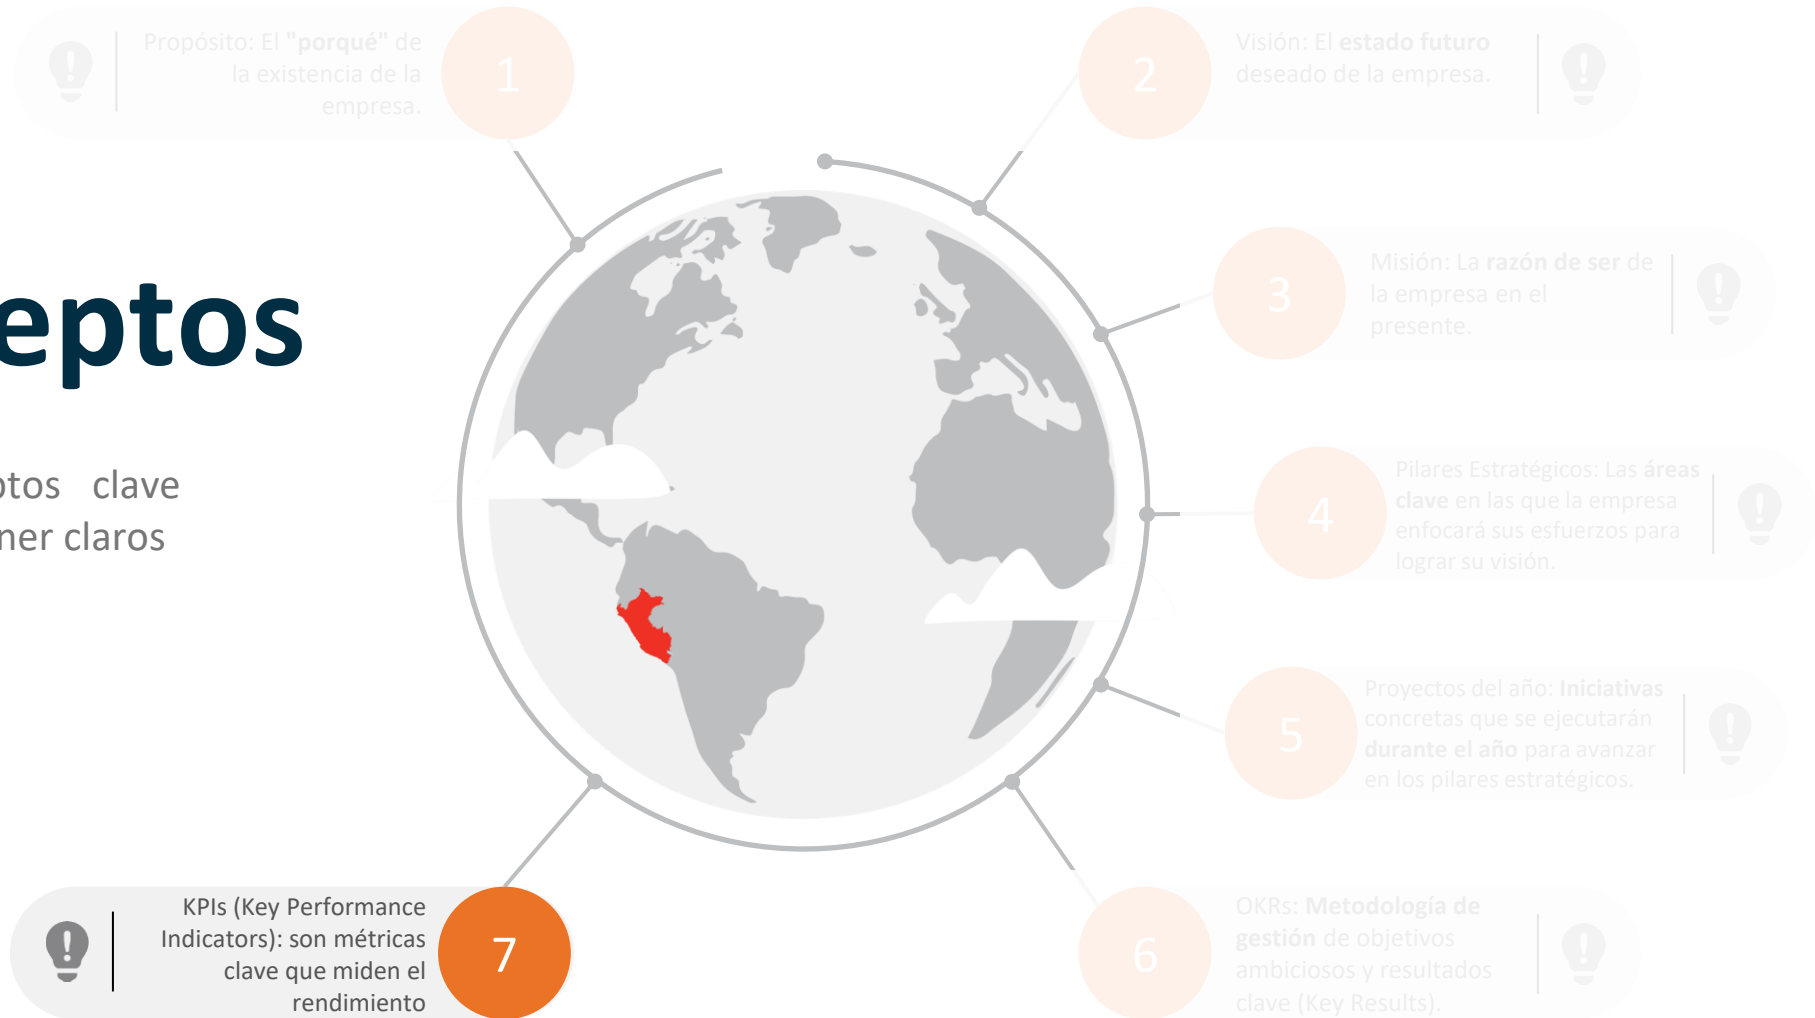 Propósito: El "porqué" de
la existencia de la
empresa.
1
2
Visión: El estado futuro
deseado de la empresa.
3
Misión: La razón de ser de
la empresa en el
presente.
eptos
ptos clave
ner claros
4
Pilares Estratégicos: Las áreas
clave en las que la empresa
enfocará sus esfuerzos para
lograr su visión.
5
Proyectos del año: Iniciativas
concretas que se ejecutarán
durante el año para avanzar
en los pilares estratégicos.
6
OKRs: Metodología de
gestión de objetivos
ambiciosos y resultados
clave (Key Results).
KPIs (Key Performance
Indicators): son métricas
clave que miden el
rendimiento
7